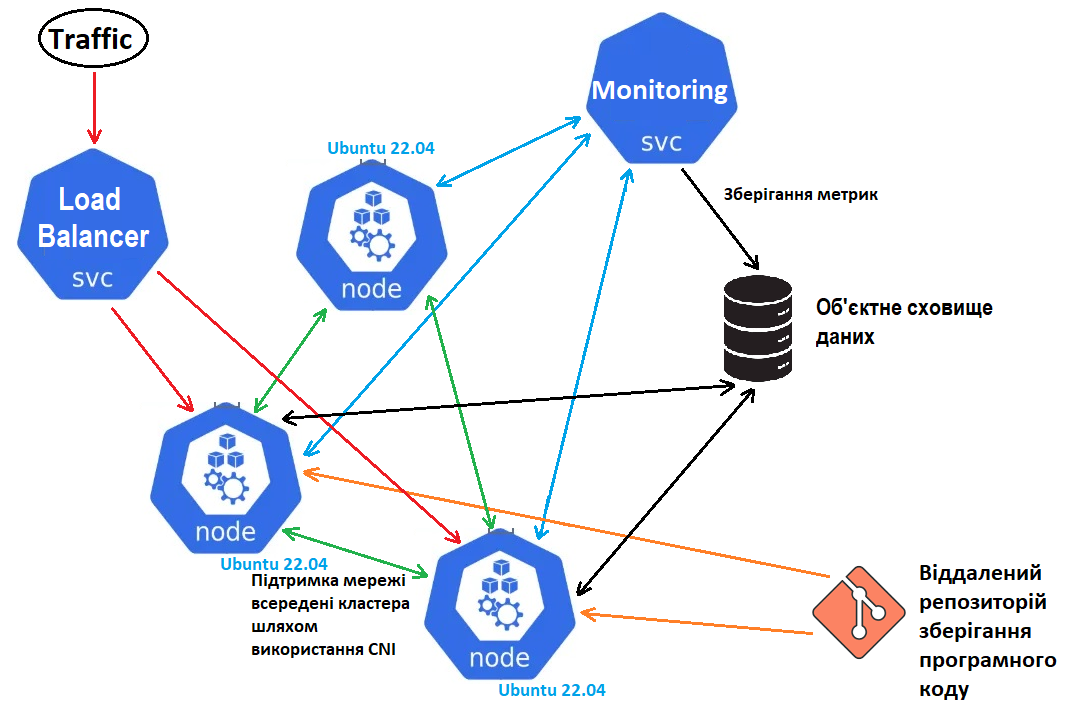 Traffic
Load
Balancer
svc
Ubuntu 22.04
node
Monitoring
svc
Зберігання метрик
Об'єктне сховище
даних
node
Ubuntu 22.04
Підтримка мережі
всередені кластера
шляхом
використання CNI
node
Ubuntu 22.04
Віддалений
репозиторій
зберігання
програмного
коду